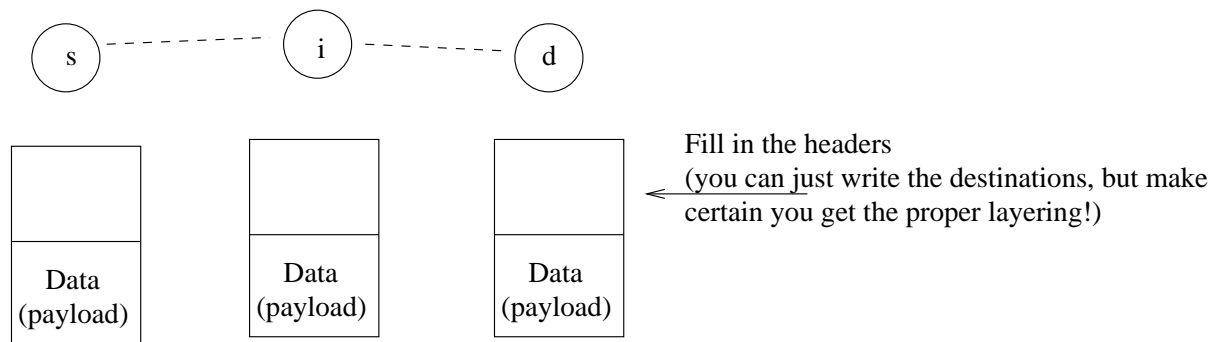 s
i
d
Fill in the headers
(you can just write the destinations, but make
certain you get the proper layering!)
Data
(payload)
Data
(payload)
Data
(payload)